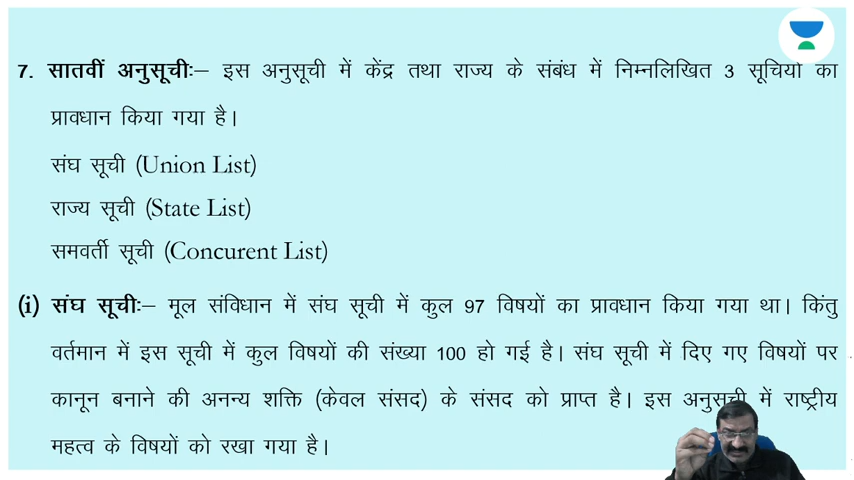 7. सातवीं अनुसूचीः– इस अनुसूची में केंद्र तथा राज्य के संबंध में निम्नलिखित 3 सूचियों का
प्रावधान किया गया है।
संघ सूची (Union List)
राज्य सूची (State List)
समवर्ती सूची (Concurent List)
(i) संघ सूचीः– मूल संविधान में संघ सूची में कुल 97 विषयों का प्रावधान किया गया था। किंतु
वर्तमान में इस सूची में कुल विषयों की संख्या 100 हो गई है। संघ सूची में दिए गए विषयों पर
कानून बनाने की अनन्य शक्ति (केवल संसद) के संसद को प्राप्त है। इस अनुसूची में राष्ट्रीय
महत्व के विषयों को रखा गया है।